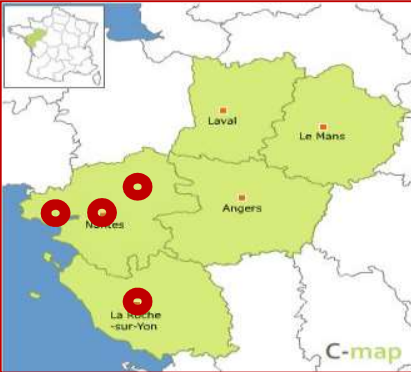 Laval
Le Mans
Angers
Nantes
La Roche
-sur-Yon
C-map